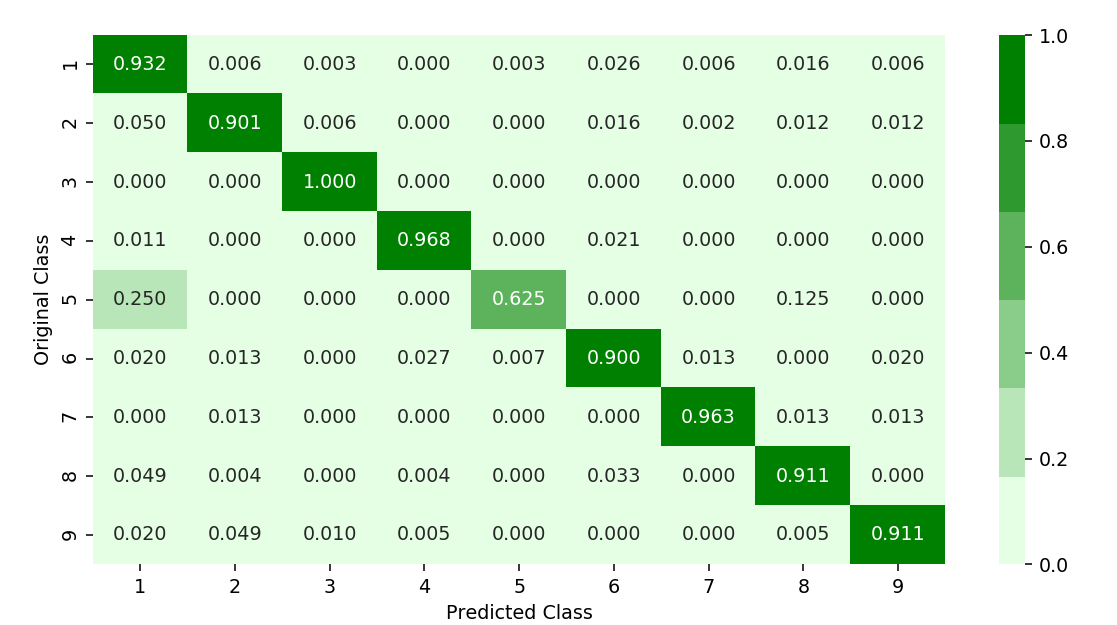 1 0.932 0.006 0.003 0.000 0.003 0.026 0.006 0.016 0.006
2 0.050 0.901 0.006 0.000 0.000 0.016 0.002 0.012 0.012
3 0.000 0.000 1.000 0.000 0.000 0.000 0.000 0.000 0.000
4 0.011 0.000 0.000 0.968 0.000 0.021 0.000 0.000 0.000
5 0.250 0.000 0.000 0.000 0.625 0.000 0.000 0.125 0.000
6 0.020 0.013 0.000 0.027 0.007 0.900 0.013 0.000 0.020
7 0.000 0.013 0.000 0.000 0.000 0.000 0.963 0.013 0.013
8 0.049 0.004 0.000 0.004 0.000 0.033 0.000 0.911 0.000
9 0.020 0.049 0.010 0.005 0.000 0.000 0.000 0.005 0.911
1 2 3 4 5 6 7 8 9
Predicted Class
Original Class
1.0
0.8
0.6
0.4
0.2
0.0